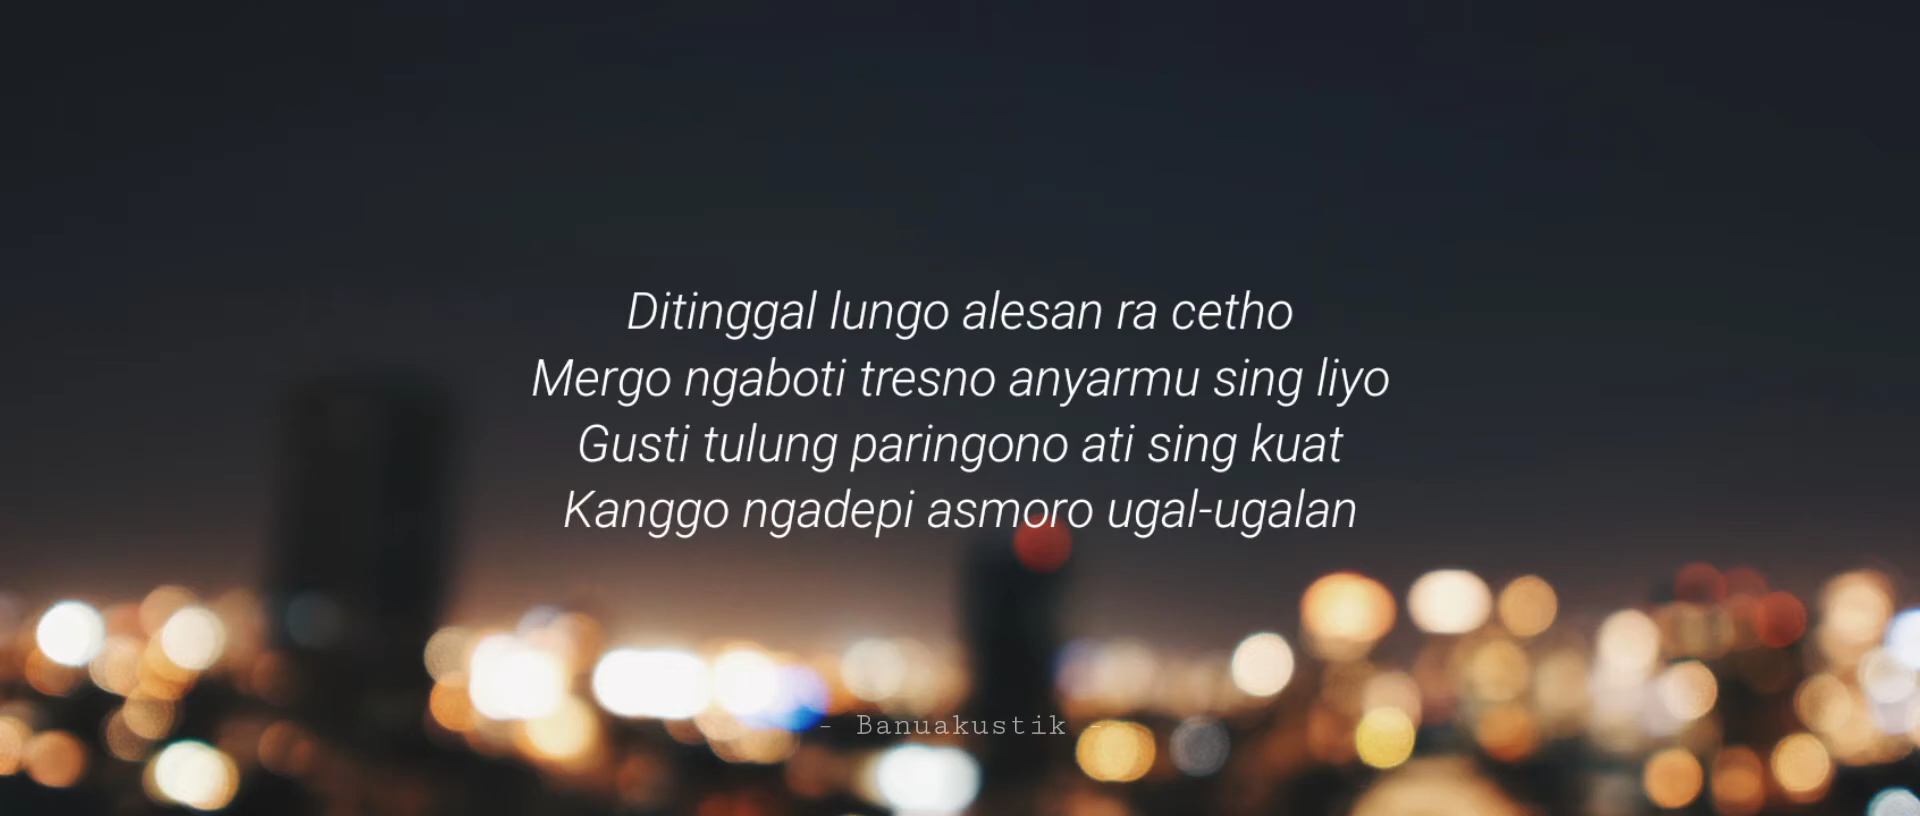 Ditinggal lungo alesan ra cetho
Mergo ngaboti tresno anyarmu sing liyo
Gusti tulung paringono ati sing kuat
Kanggo ngadepi asmoro ugal-ugalan
- Banuakustik -